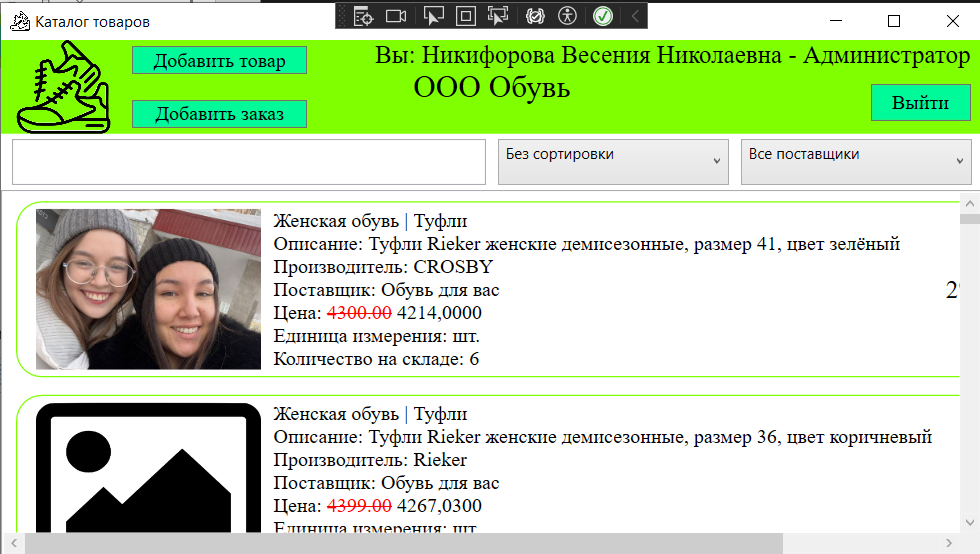 Каталог товаров
Добавить товар
Вы: Никифорова Весения Николаевна - Администратор
ООО Обувь
Добавить заказ
Выйти
Без сортировки
Все поставщики
Женская обувь | Туфли
Описание: Туфли Rieker женские демисезонные, размер 41, цвет зелёный
Производитель: CROSBY
Поставщик: Обувь для вас
Цена: 4300.00 4214,0000
Единица измерения: шт.
Количество на складе: 6
Женская обувь | Туфли
Описание: Туфли Rieker женские демисезонные, размер 36, цвет коричневый
Производитель: Rieker
Поставщик: Обувь для вас
Цена: 4399.00 4267,0300
Единица измерения: шт.